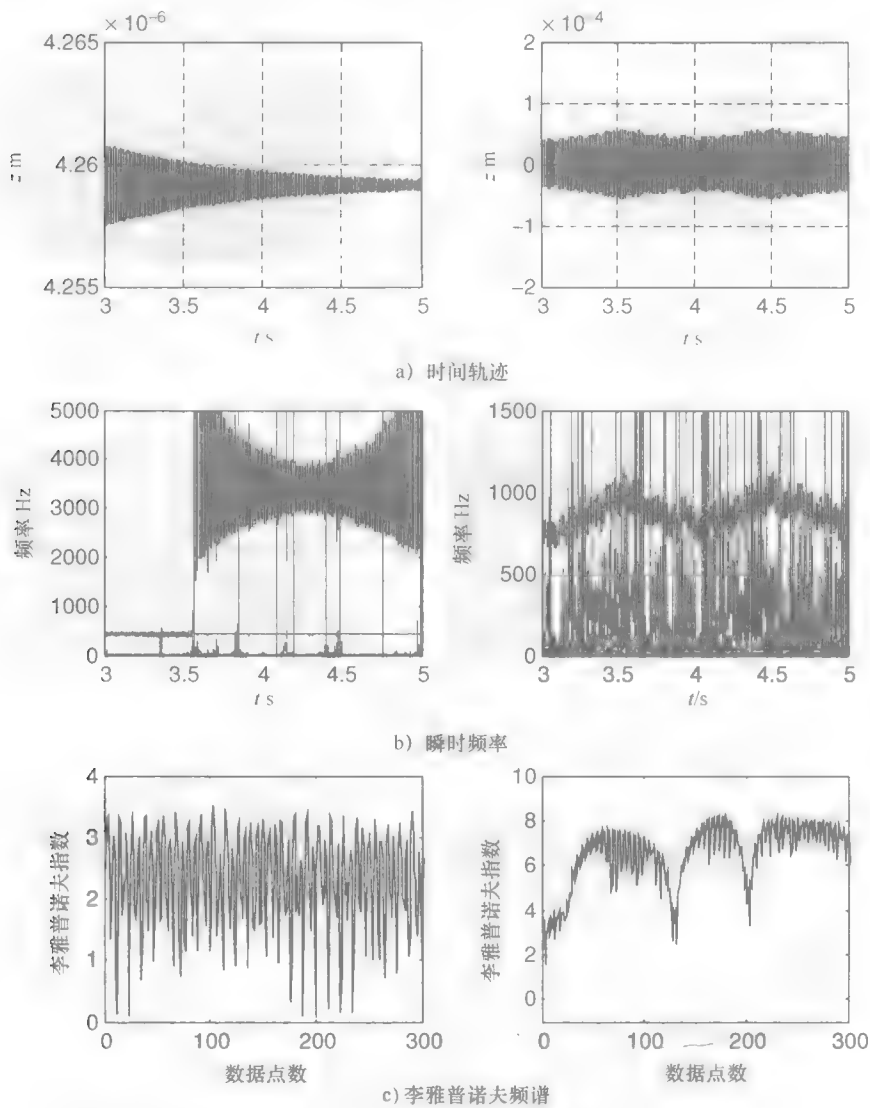 × 10⁻⁶
4.265
4.26
4.255
z m
3 3.5 4 4.5 5
t s
× 10⁻⁴
2
1
0
-1
-2
z m
3 3.5 4 4.5 5
t s
a) 时间轨迹
5000
4000
3000
2000
1000
0
频率 Hz
3 3.5 4 4.5 5
t s
1500
1000
500
0
频率 Hz
3 3.5 4 4.5 5
t/s
b) 瞬时频率
4
3
2
1
0
李雅普诺夫指数
0 100 200 300
数据点数
10
8
6
4
2
0
李雅普诺夫指数
0 100 200 300
数据点数
c) 李雅普诺夫频谱